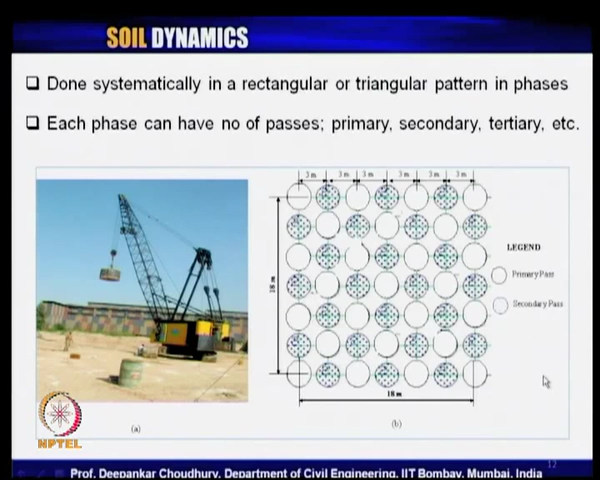 SOIL DYNAMICS
Done systematically in a rectangular or triangular pattern in phases
Each phase can have no of passes; primary, secondary, tertiary, etc.
3 m 3 m 3 m 3 m 3 m 3 m
18 m
LEGEND
Primary Pass
Secondary Pass
18 m
(a)
(b)
NPTEL
12
Prof. Deepankar Choudhury, Department of Civil Engineering, IIT Bombay, Mumbai, India